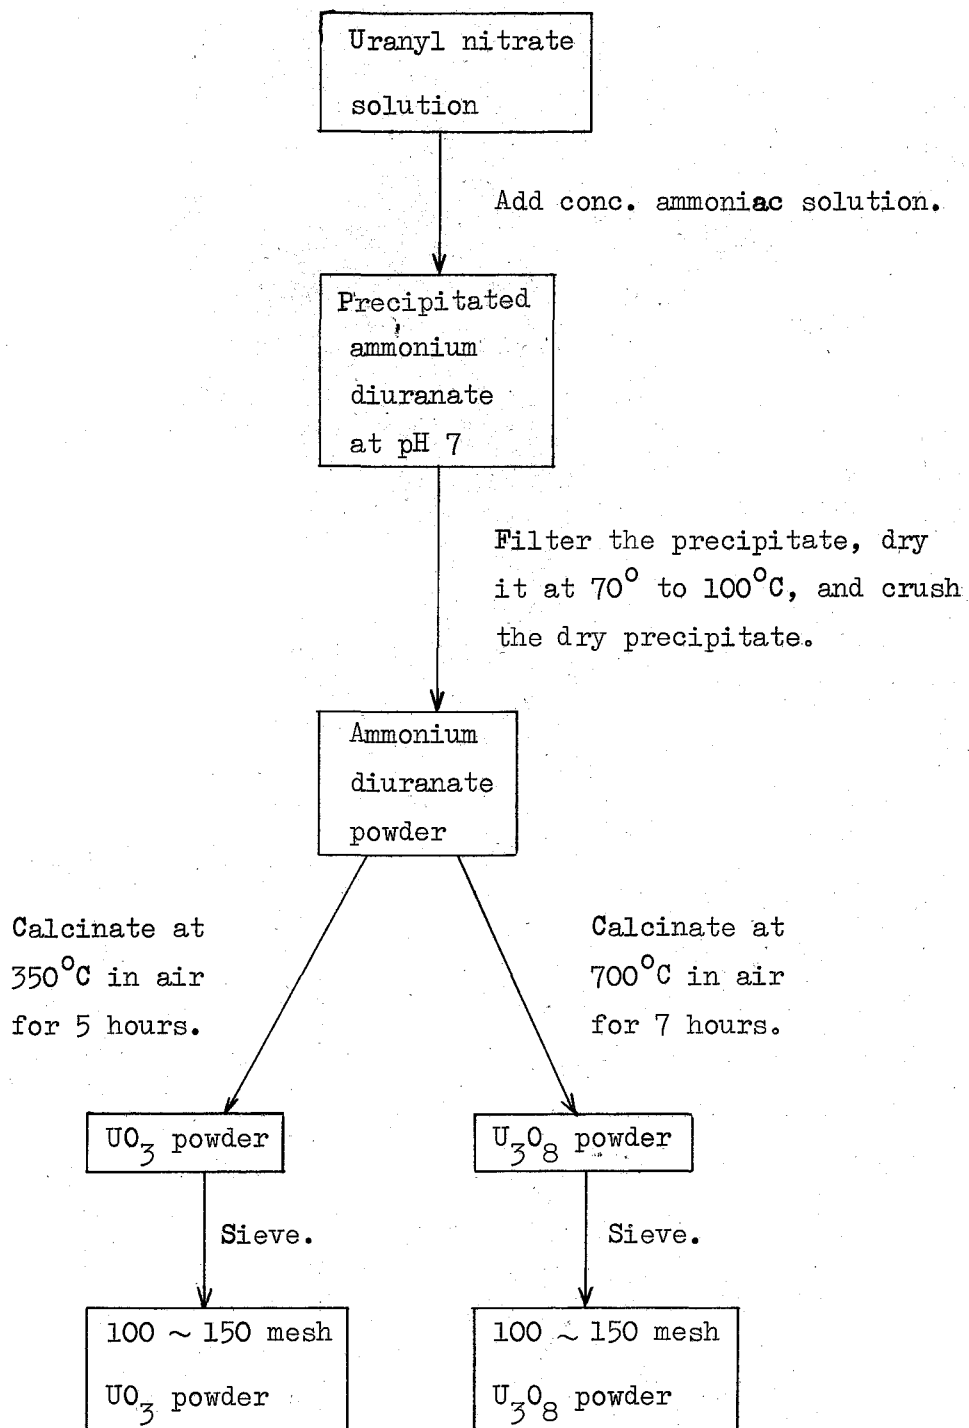 Uranyl nitrate
solution
Add conc. ammoniac solution.
Precipitated
ammonium
diuranate
at pH 7
Filter the precipitate, dry
it at 70° to 100°C, and crush
the dry precipitate.
Ammonium
diuranate
powder
Calcinate at
350°C in air
for 5 hours.
Calcinate at
700°C in air
for 7 hours.
UO₃ powder
U₃O₈ powder
Sieve.
Sieve.
100 ~ 150 mesh
UO₃ powder
100 ~ 150 mesh
U₃O₈ powder